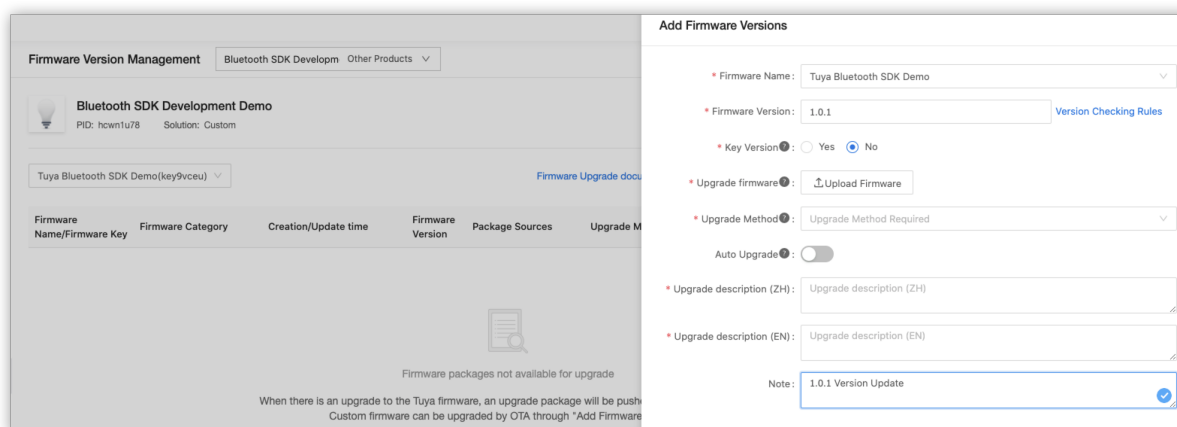 Add Firmware Versions
Firmware Version Management
Bluetooth SDK Developm Other Products
Bluetooth SDK Development Demo
PID: hcwn1u78 Solution: Custom
Tuya Bluetooth SDK Demo(key9vceu)
Firmware Upgrade docu
Firmware Name/Firmware Key
Firmware Category
Creation/Update time
Firmware Version
Package Sources
Upgrade M
Firmware packages not available for upgrade
When there is an upgrade to the Tuya firmware, an upgrade package will be pushe
Custom firmware can be upgraded by OTA through "Add Firmware
* Firmware Name: Tuya Bluetooth SDK Demo
* Firmware Version: 1.0.1 Version Checking Rules
* Key Version?: Yes No
* Upgrade firmware?: Upload Firmware
* Upgrade Method?: Upgrade Method Required
Auto Upgrade?:
* Upgrade description (ZH): Upgrade description (ZH)
* Upgrade description (EN): Upgrade description (EN)
Note: 1.0.1 Version Update